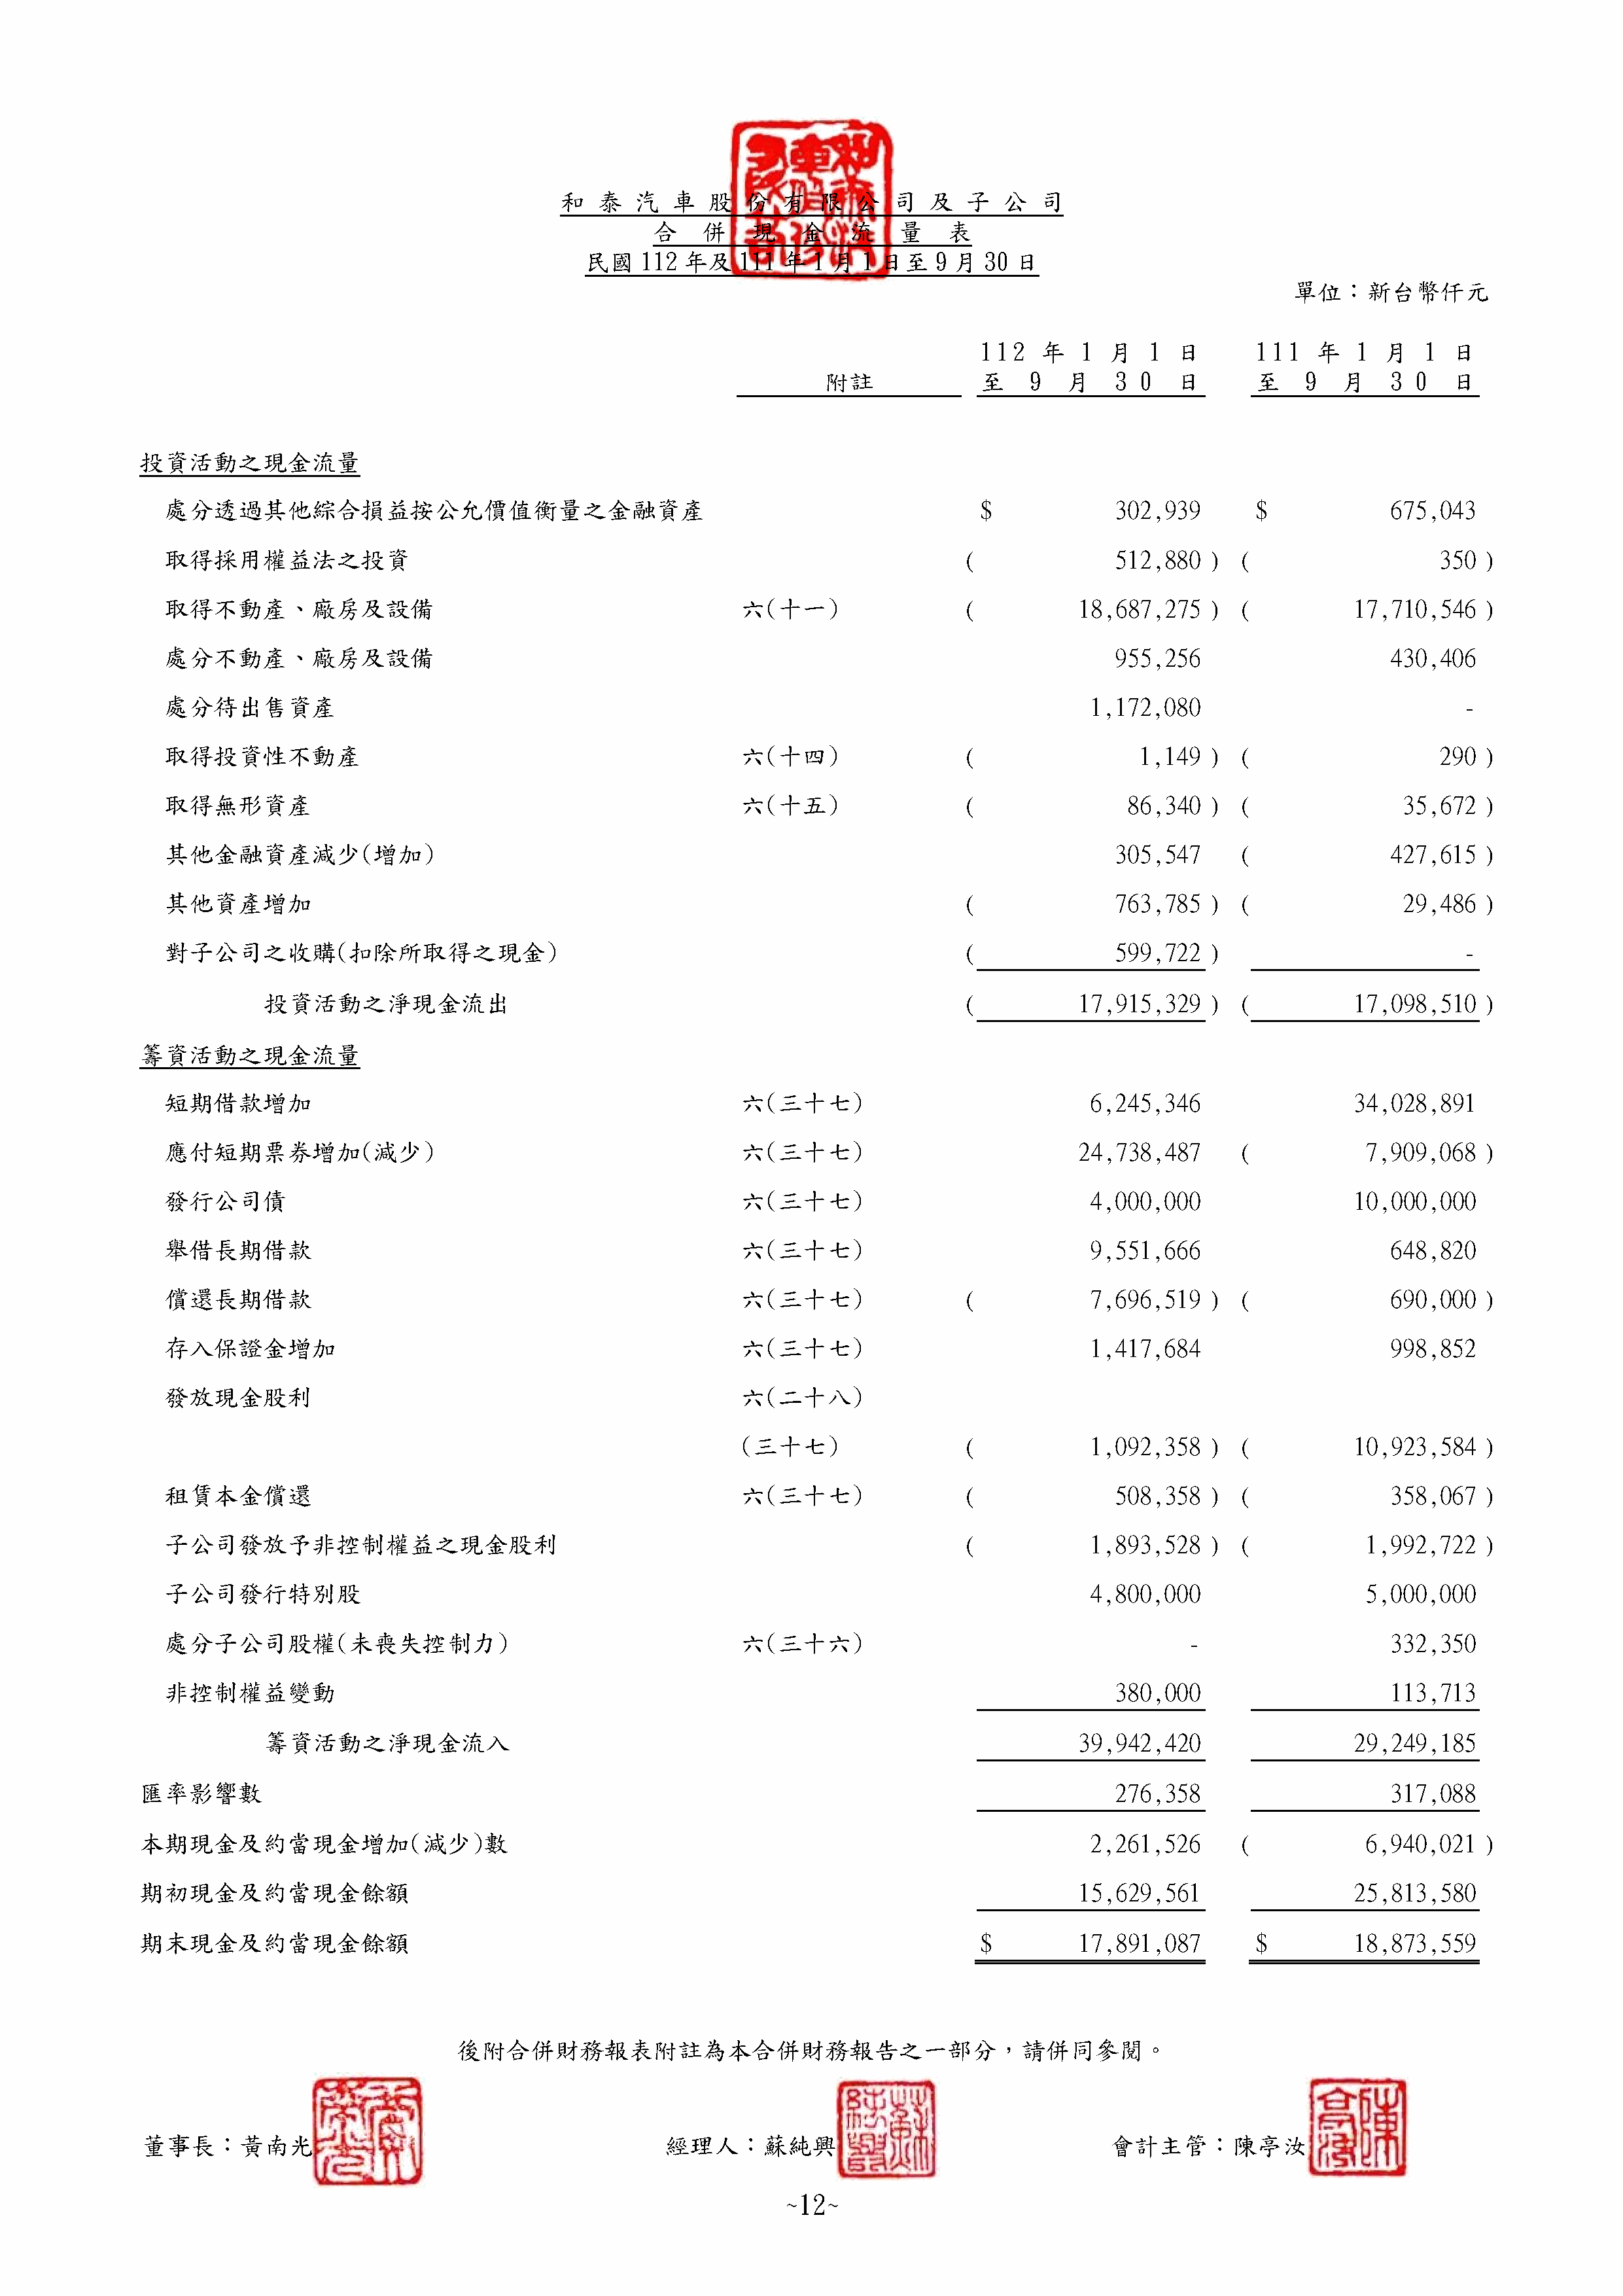 和泰汽車股份有限公司及子公司
合併現金流量表
民國112年及111年1月1日至9月30日
單位：新台幣仟元
112年1月1日 111年1月1日
附註 至9月30日 至9月30日
投資活動之現金流量
處分透過其他綜合損益按公允價值衡量之金融資產 $ 302,939 $ 675,043
取得採用權益法之投資 ( 512,880 ) ( 350 )
取得不動產、廠房及設備 六(十一) ( 18,687,275 ) ( 17,710,546 )
處分不動產、廠房及設備 955,256 430,406
處分待出售資產 1,172,080 -
取得投資性不動產 六(十四) ( 1,149 ) ( 290 )
取得無形資產 六(十五) ( 86,340 ) ( 35,672 )
其他金融資產減少(增加) 305,547 ( 427,615 )
其他資產增加 ( 763,785 ) ( 29,486 )
對子公司之收購(扣除所取得之現金) ( 599,722 ) -
投資活動之淨現金流出 ( 17,915,329 ) ( 17,098,510 )
籌資活動之現金流量
短期借款增加 六(三十七) 6,245,346 34,028,891
應付短期票券增加(減少) 六(三十七) 24,738,487 ( 7,909,068 )
發行公司債 六(三十七) 4,000,000 10,000,000
舉借長期借款 六(三十七) 9,551,666 648,820
償還長期借款 六(三十七) ( 7,696,519 ) ( 690,000 )
存入保證金增加 六(三十七) 1,417,684 998,852
發放現金股利 六(二十八)
(三十七) ( 1,092,358 ) ( 10,923,584 )
租賃本金償還 六(三十七) ( 508,358 ) ( 358,067 )
子公司發放予非控制權益之現金股利 ( 1,893,528 ) ( 1,992,722 )
子公司發行特別股 4,800,000 5,000,000
處分子公司股權(未喪失控制力) 六(三十六) - 332,350
非控制權益變動 380,000 113,713
籌資活動之淨現金流入 39,942,420 29,249,185
匯率影響數 276,358 317,088
本期現金及約當現金增加(減少)數 2,261,526 ( 6,940,021 )
期初現金及約當現金餘額 15,629,561 25,813,580
期末現金及約當現金餘額 $ 17,891,087 $ 18,873,559
後附合併財務報表附註為本合併財務報告之一部分，請併同參閱。
董事長：黃南光 經理人：蘇純興 會計主管：陳亭汝
~12~